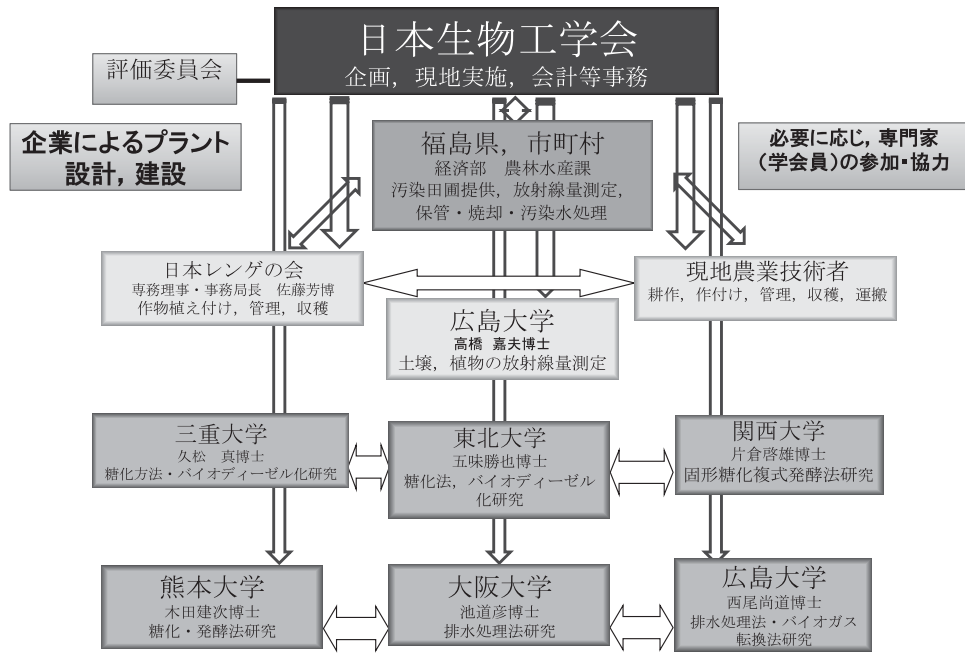 日本生物工学会
企画，現地実施，会計等事務
評価委員会
企業によるプラント
設計，建設
福島県，市町村
経済部　農林水産課
汚染田圃提供，放射線量測定，
保管・焼却・汚染水処理
必要に応じ，専門家
（学会員）の参加・協力
日本レンゲの会
専務理事・事務局長　佐藤芳博
作物植え付け，管理，収穫
現地農業技術者
耕作，作付け，管理，収穫，運搬
広島大学
高橋　嘉夫博士
土壌，植物の放射線量測定
三重大学
久松　真博士
糖化方法・バイオディーゼル化研究
東北大学
五味勝也博士
糖化法，バイオディーゼル
化研究
関西大学
片倉啓雄博士
固形糖化複式発酵法研究
熊本大学
木田建次博士
糖化・発酵法研究
大阪大学
池道彦博士
排水処理法研究
広島大学
西尾尚道博士
排水処理法・バイオガス
転換法研究